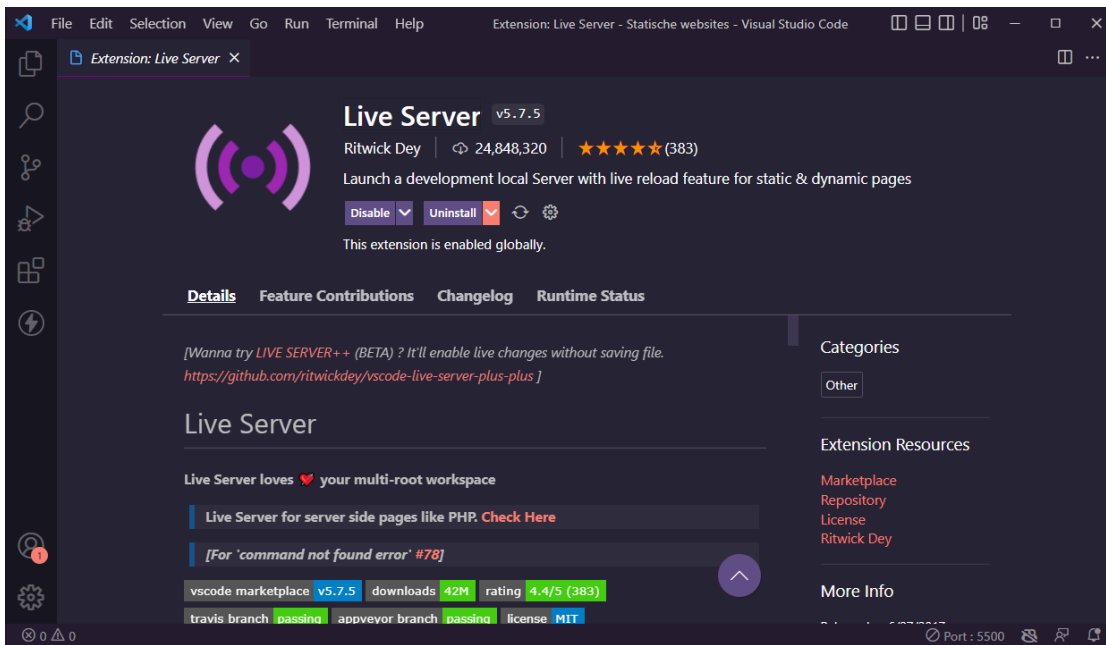 File Edit Selection View Go Run Terminal Help Extension: Live Server - Statische websites - Visual Studio Code
Extension: Live Server
Live Server v5.7.5
Ritwick Dey 24,848,320 (383)
Launch a development local Server with live reload feature for static & dynamic pages
Disable Uninstall
This extension is enabled globally.
Details Feature Contributions Changelog Runtime Status
[Wanna try LIVE SERVER++ (BETA) ? It'll enable live changes without saving file.
https://github.com/ritwickdey/vscode-live-server-plus-plus ]
Live Server
Live Server loves ❤ your multi-root workspace
Live Server for server side pages like PHP. Check Here
[For 'command not found error' #78]
vscode marketplace v5.7.5 downloads 42M rating 4.4/5 (383)
travis branch passing appveyor branch passing license MIT
Categories
Other
Extension Resources
Marketplace
Repository
License
Ritwick Dey
More Info
1
0 0 Port : 5500